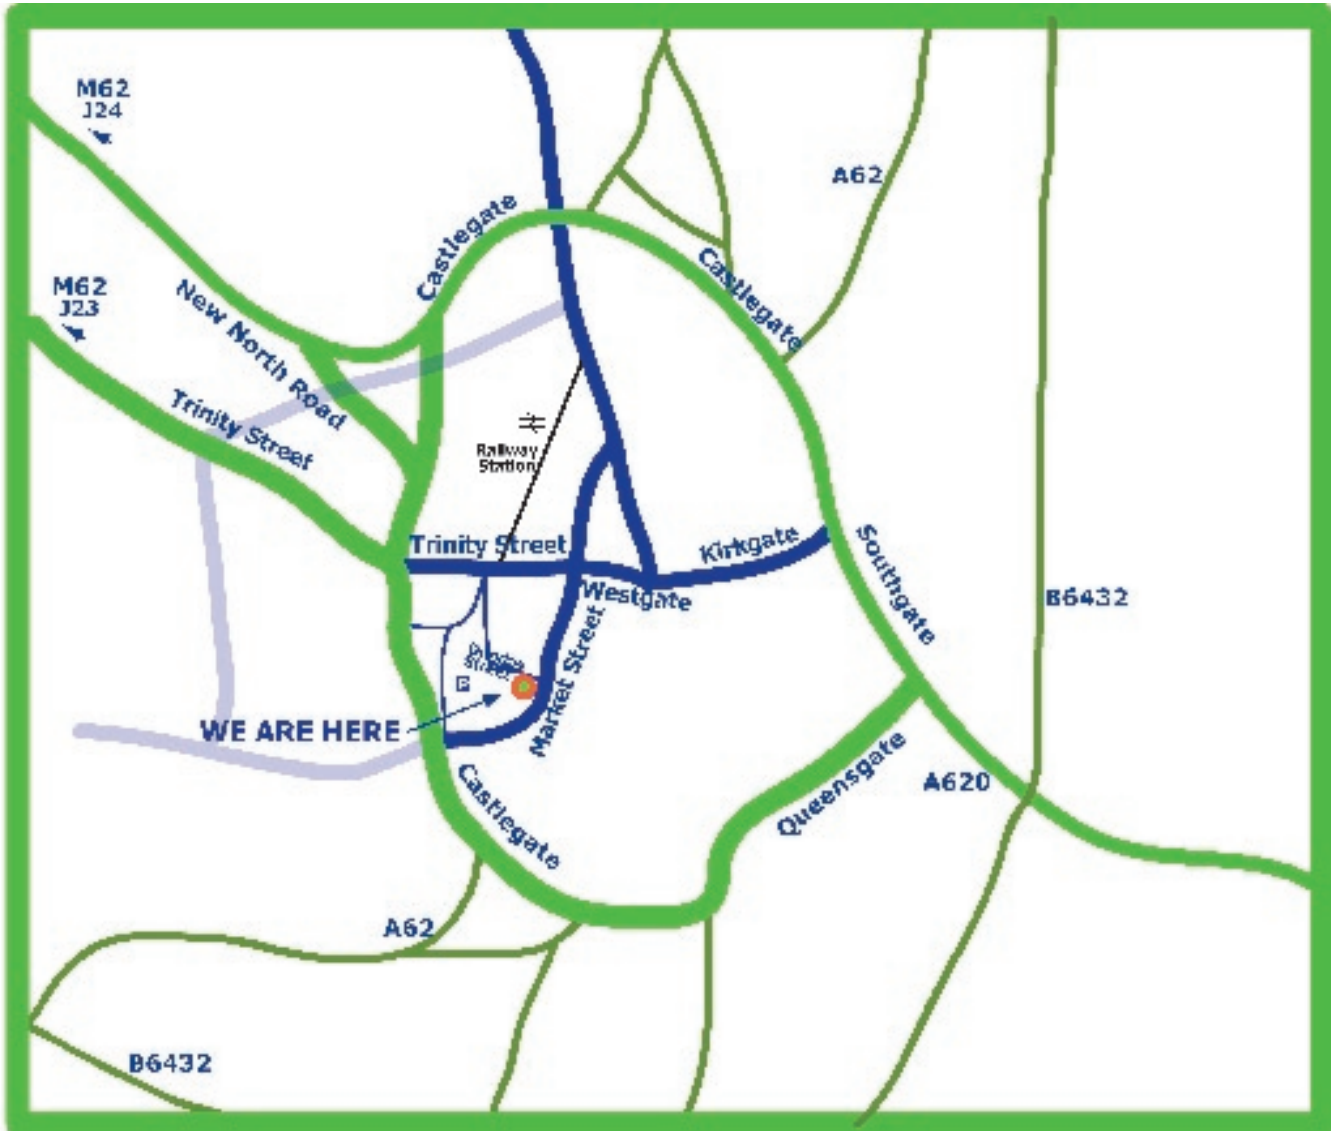 M62
J24
A62
Castlegate
Castlegate
M62
J23
New North Road
Trinity Street
Railway
Station
Trinity Street
Kirkgate
Westgate
Southgate
B6432
Market Street
P
WE ARE HERE
Castlegate
Queensgate
A620
A62
B6432